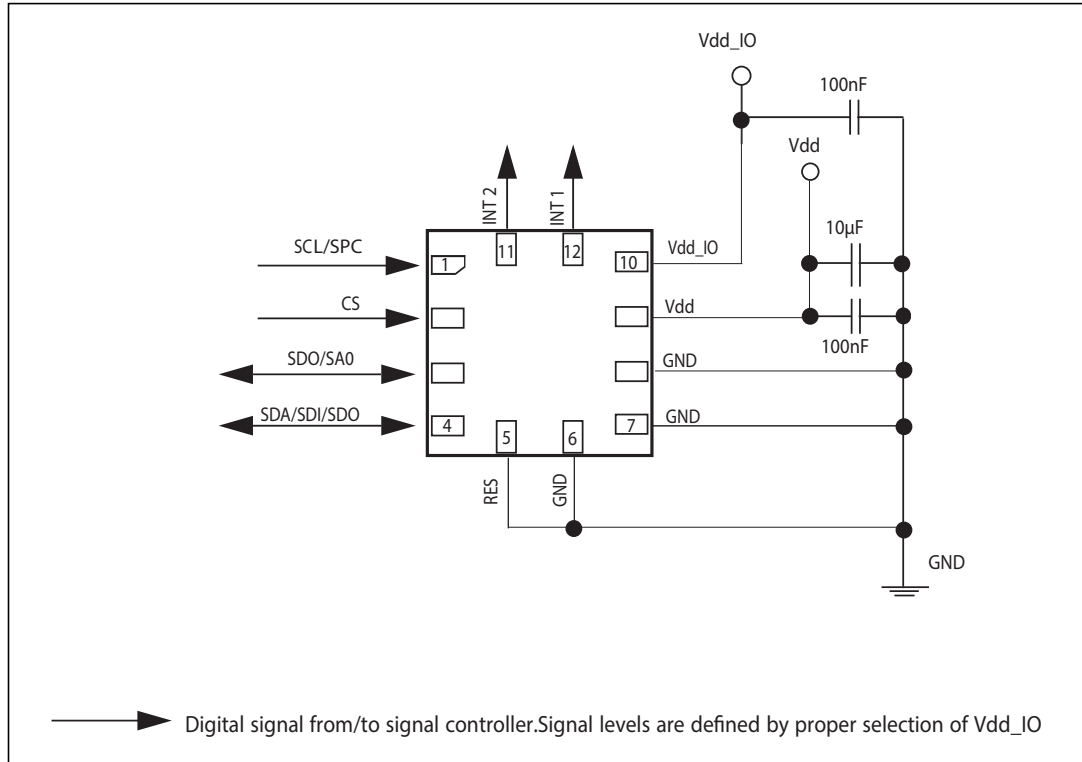 Vdd_IO
100nF
Vdd
10µF
100nF
INT 2
INT 1
11
12
SCL/SPC
1
10
Vdd_IO
CS
Vdd
SDO/SA0
GND
SDA/SDI/SDO
4
5
6
7
GND
RES
GND
GND
Digital signal from/to signal controller.Signal levels are defined by proper selection of Vdd_IO